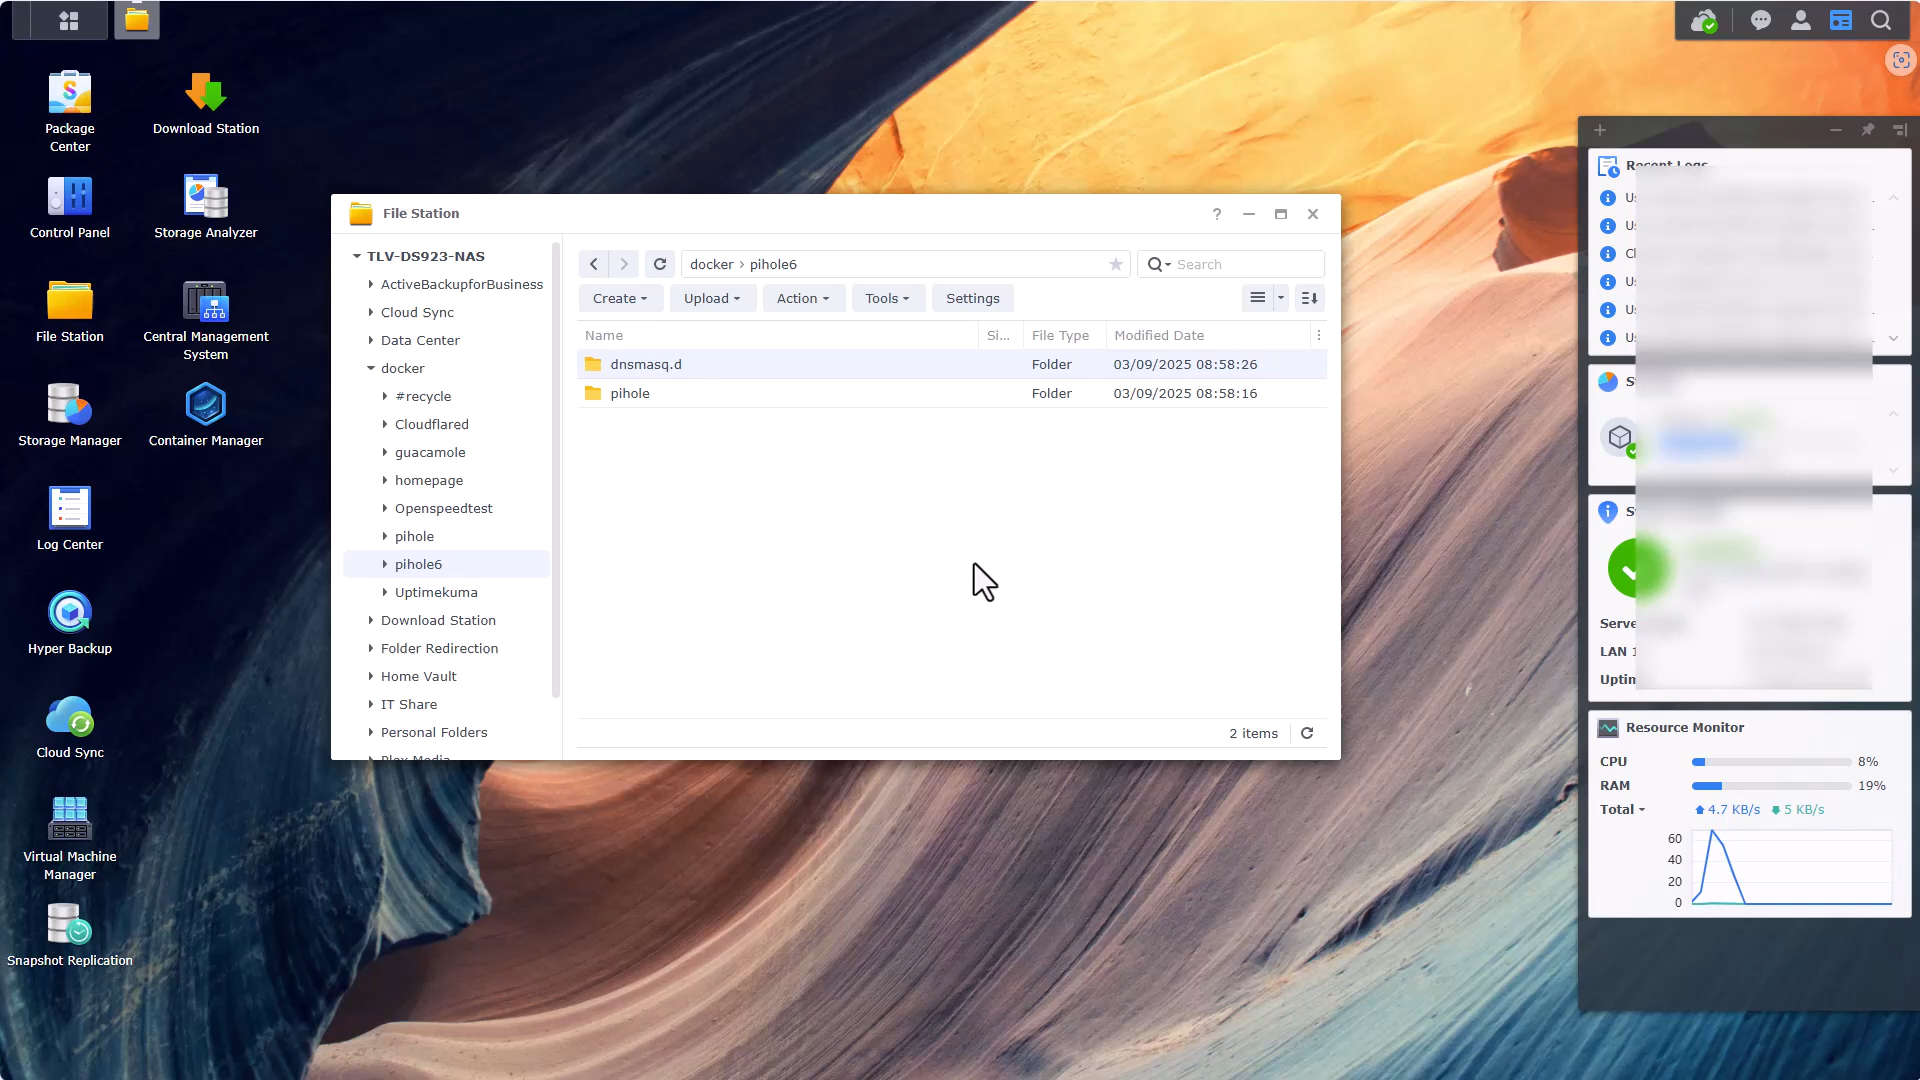 Package
Center
Download Station
Control Panel
Storage Analyzer
File Station
Central Management
System
Storage Manager
Container Manager
Log Center
Hyper Backup
Cloud Sync
Virtual Machine
Manager
Snapshot Replication
File Station
?
TLV-DS923-NAS
ActiveBackupforBusiness
Cloud Sync
Data Center
docker
#recycle
Cloudflared
guacamole
homepage
Openspeedtest
pihole
pihole6
Uptimekuma
Download Station
Folder Redirection
Home Vault
IT Share
Personal Folders
Plex Media
docker › pihole6
Search
Create
Upload
Action
Tools
Settings
Name Si... File Type Modified Date
dnsmasq.d Folder 03/09/2025 08:58:26
pihole Folder 03/09/2025 08:58:16
2 items
Recent Logs
LAN 1
Resource Monitor
CPU 8%
RAM 19%
Total 4.7 KB/s 5 KB/s
60
40
20
0